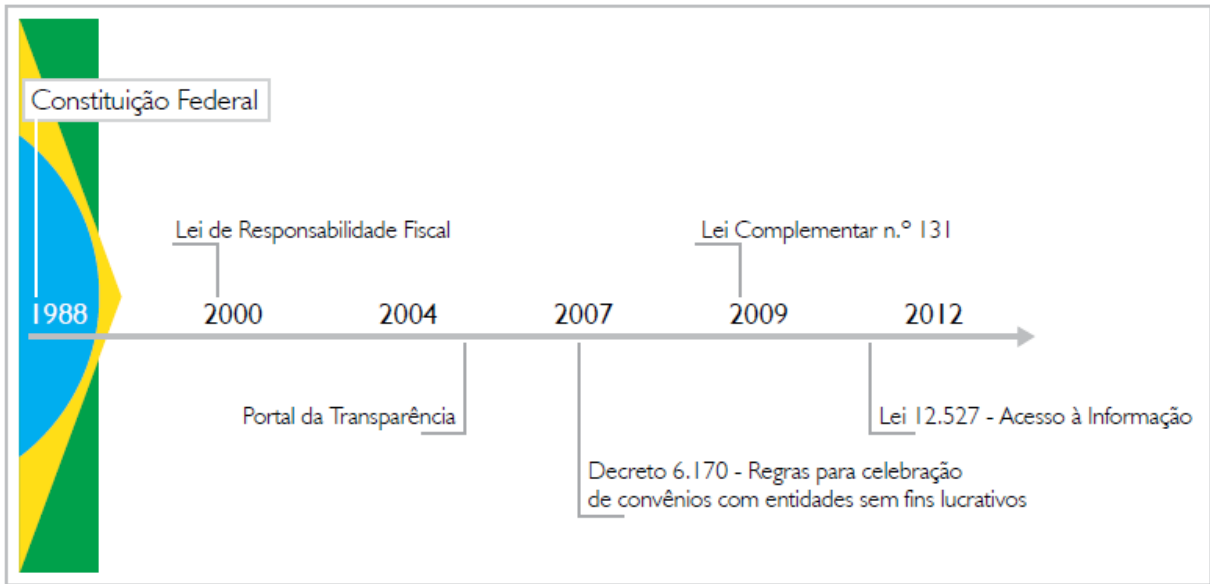 Constituição Federal
Lei de Responsabilidade Fiscal
Lei Complementar n.º 131
1988
2000
2004
2007
2009
2012
Portal da Transparência
Lei 12.527 - Acesso à Informação
Decreto 6.170 - Regras para celebração
de convênios com entidades sem fins lucrativos